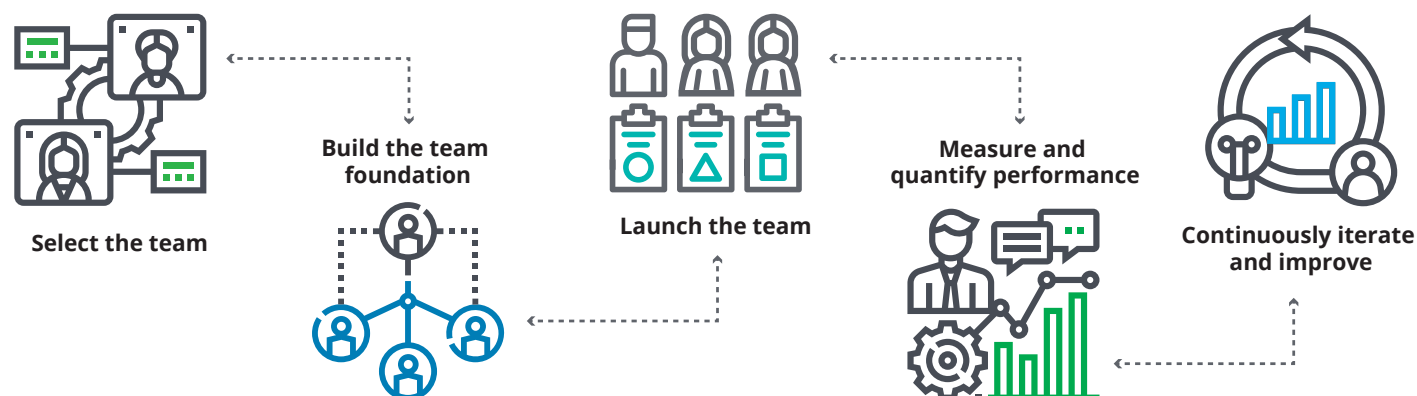 Select the team
Build the team
foundation
Launch the team
Measure and
quantify performance
Continuously iterate
and improve